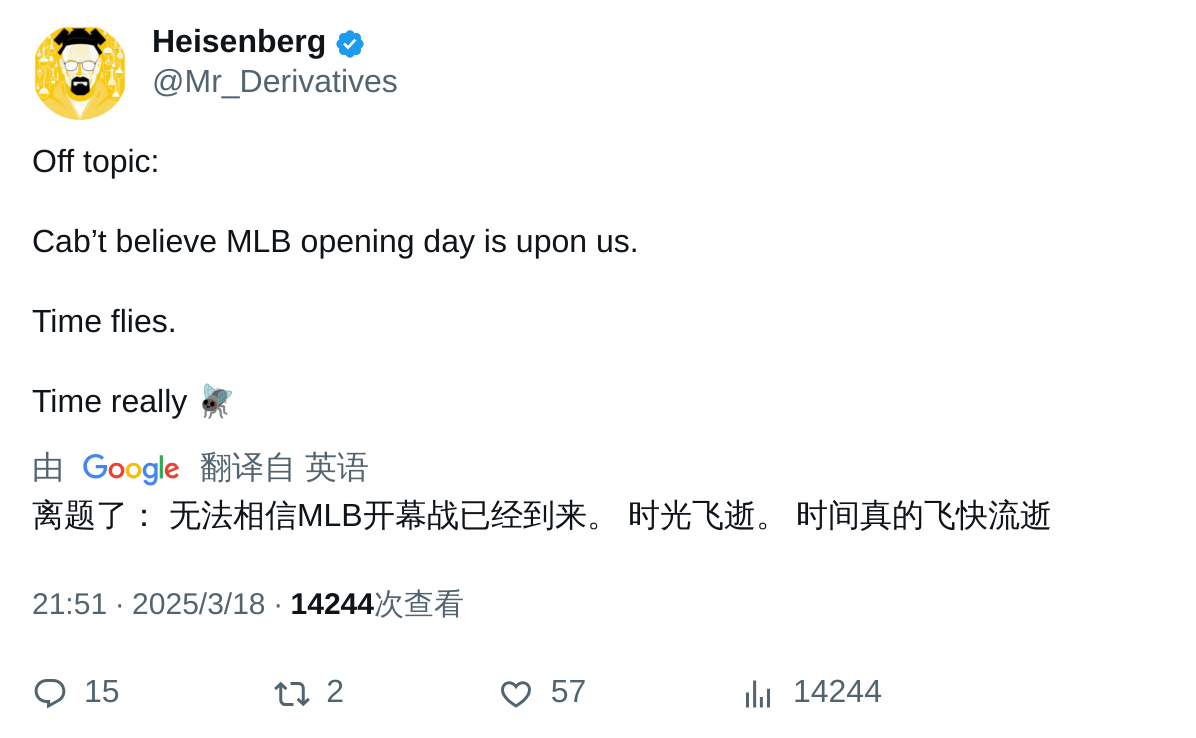 Heisenberg
@Mr_Derivatives
Off topic:
Cab’t believe MLB opening day is upon us.
Time flies.
Time really 🪰
由 Google 翻译自 英语
离题了： 无法相信MLB开幕战已经到来。 时光飞逝。 时间真的飞快流逝
21:51 · 2025/3/18 · 14244次查看
15 2 57 14244